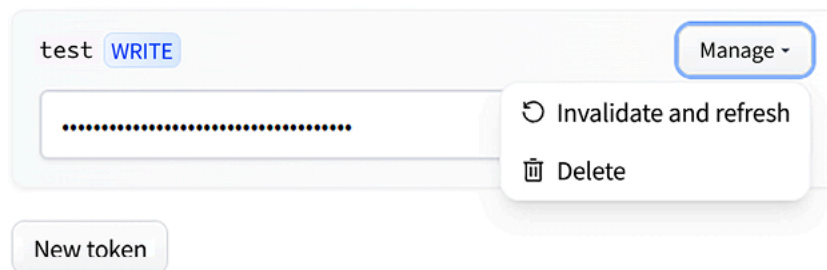 test WRITE
Manage
••••••••••••••••••••••••••••••••••••
Invalidate and refresh
Delete
New token